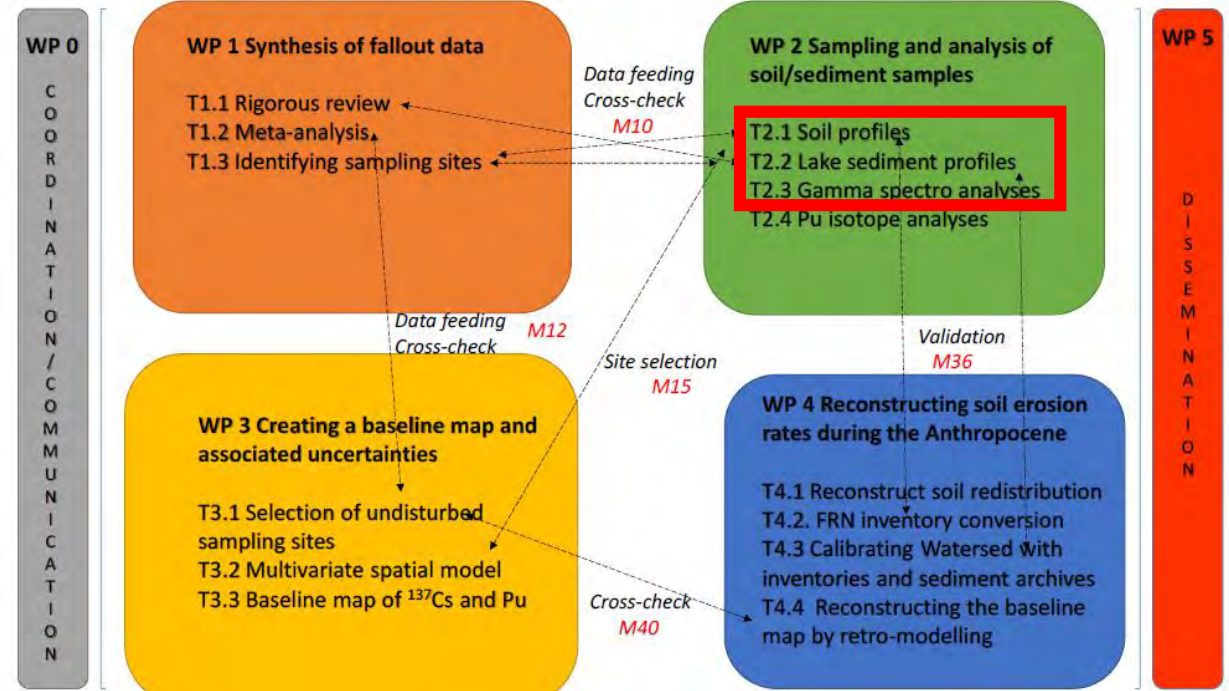 WP 0
COORDINATION/COMMUNICATION
WP 1 Synthesis of fallout data
T1.1 Rigorous review
T1.2 Meta-analysis
T1.3 Identifying sampling sites
Data feeding
Cross-check
M10
WP 2 Sampling and analysis of
soil/sediment samples
T2.1 Soil profiles
T2.2 Lake sediment profiles
T2.3 Gamma spectro analyses
T2.4 Pu isotope analyses
Data feeding
Cross-check
M12
Site selection
M15
Validation
M36
WP 3 Creating a baseline map and
associated uncertainties
T3.1 Selection of undisturbed
sampling sites
T3.2 Multivariate spatial model
T3.3 Baseline map of ¹³⁷Cs and Pu
Cross-check
M40
WP 4 Reconstructing soil erosion
rates during the Anthropocene
T4.1 Reconstruct soil redistribution
T4.2. FRN inventory conversion
T4.3 Calibrating Watersed with
inventories and sediment archives
T4.4 Reconstructing the baseline
map by retro-modelling
WP 5
DISSEMINATION